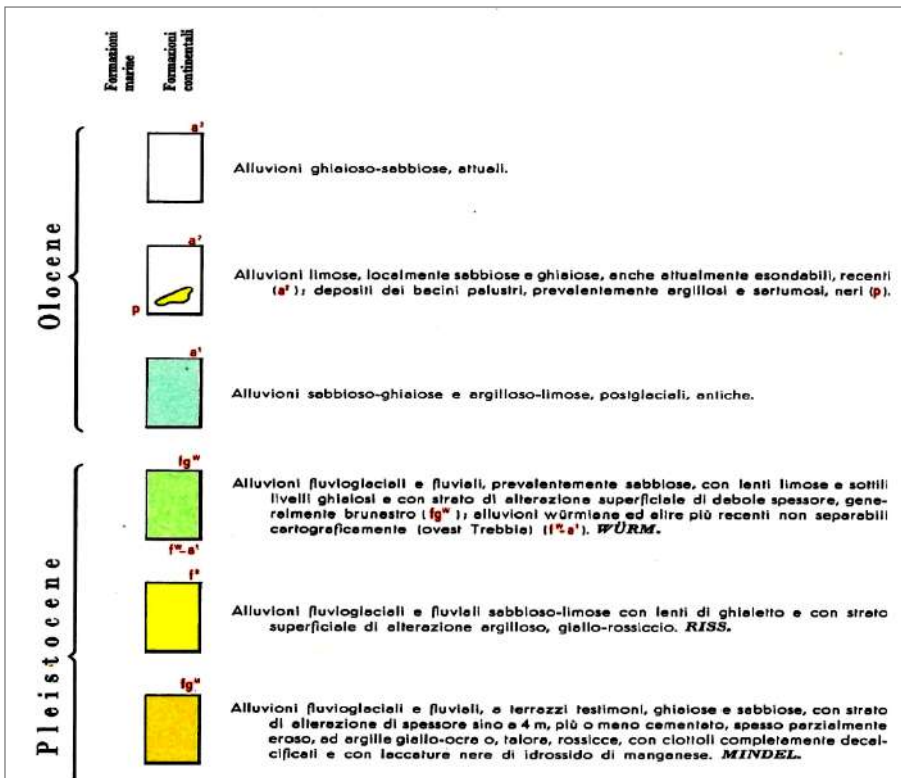 Formazioni marine
Formazioni continentali
Olocene
a³
Alluvioni ghiaioso-sabbiose, attuali.
a²
Alluvioni limose, localmente sabbiose e ghiaiose, anche attualmente esondabili, recenti
(a²); depositi dei bacini palustri, prevalentemente argillosi e sartumosi, neri (p).
p
a¹
Alluvioni sabbioso-ghiaiose e argilloso-limose, postglaciali, antiche.
Pleistocene
fgᵂ
Alluvioni fluvioglaciali e fluviali, prevalentemente sabbiose, con lenti limose e sottili
livelli ghiaiosi e con strato di alterazione superficiale di debole spessore, gene-
ralmente brunastro (fgᵂ); alluvioni würmiane ed altre più recenti non separabili
cartograficamente (ovest Trebbia) (fᵂ-a¹). WÜRM.
fᵂ-a¹
Alluvioni fluvioglaciali e fluviali sabbioso-limose con lenti di ghiaietto e con strato
superficiale di alterazione argilloso, giallo-rossiccio. RISS.
Alluvioni fluvioglaciali e fluviali, a terrazzi testimoni, ghiaiose e sabbiose, con strato
di alterazione di spessore sino a 4 m, più o meno cementato, spesso parzialmente
eroso, ad argille giallo-ocra o, talora, rossicce, con ciottoli completamente decal-
cificati e con laccature nere di idrossido di manganese. MINDEL.